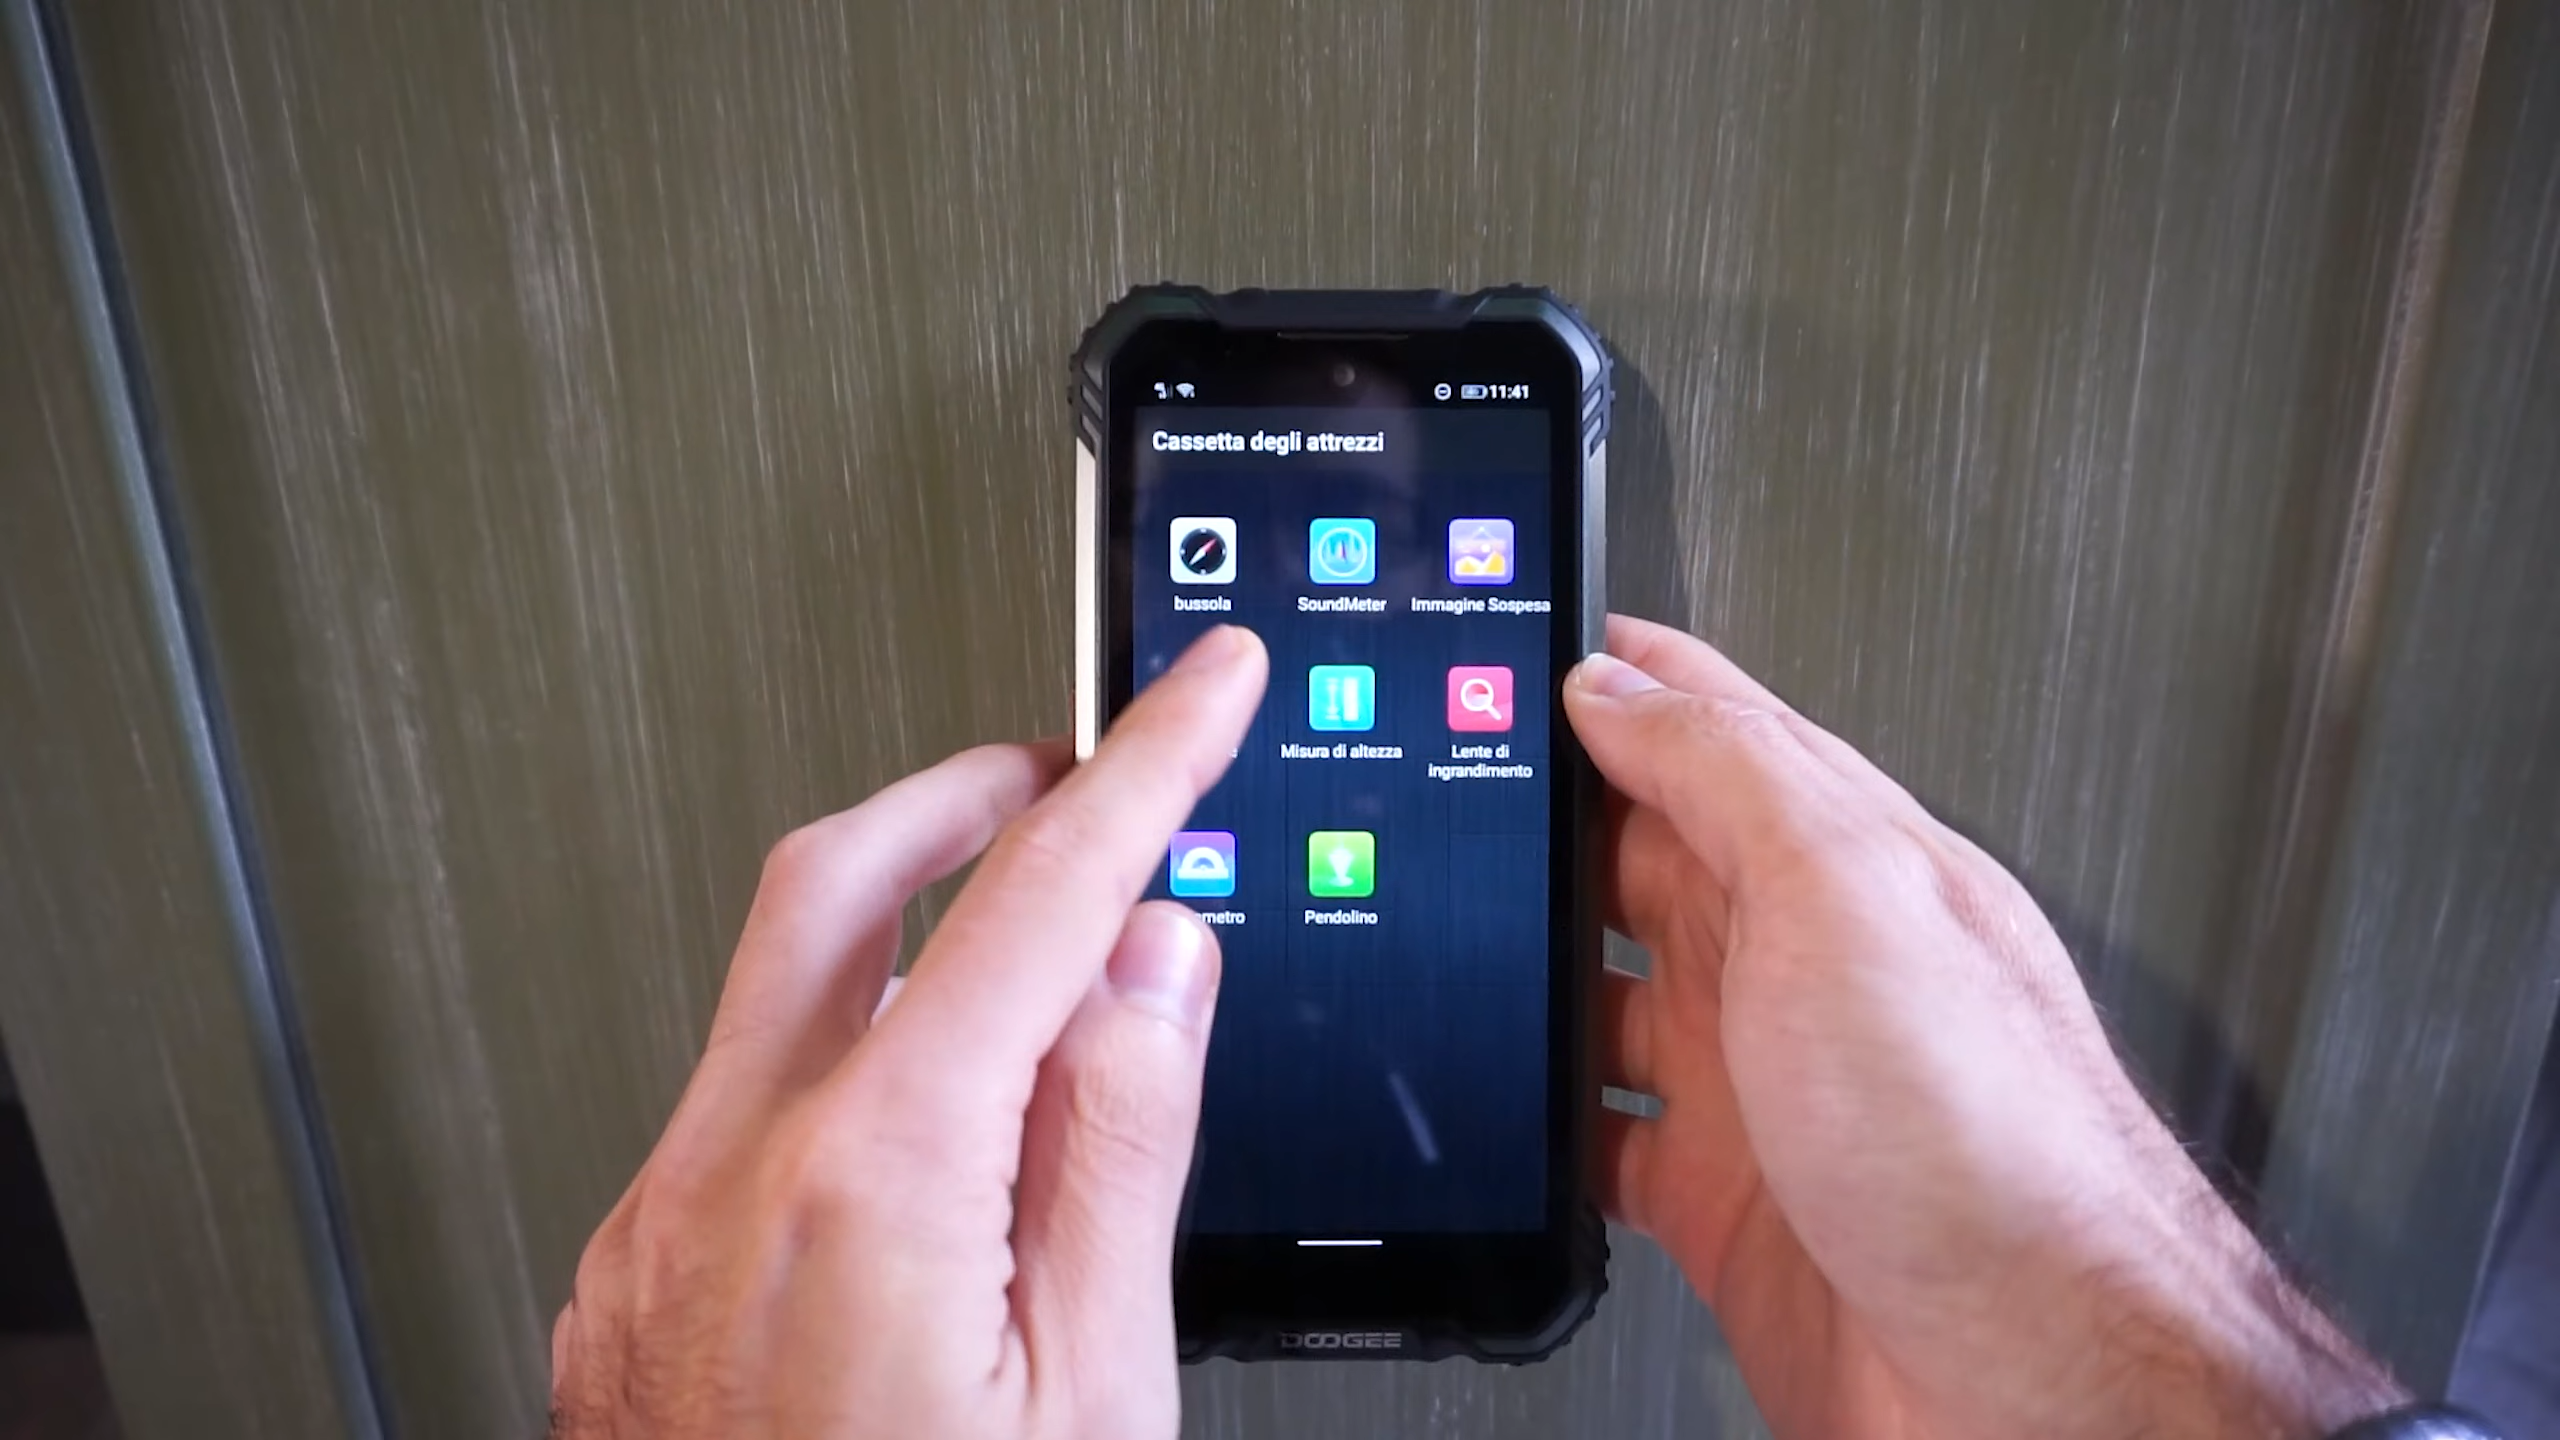 11:41
Cassetta degli attrezzi
bussola
SoundMeter
Immagine Sospesa
Misura di altezza
Lente di
ingrandimento
Pendolino
DOOGEE